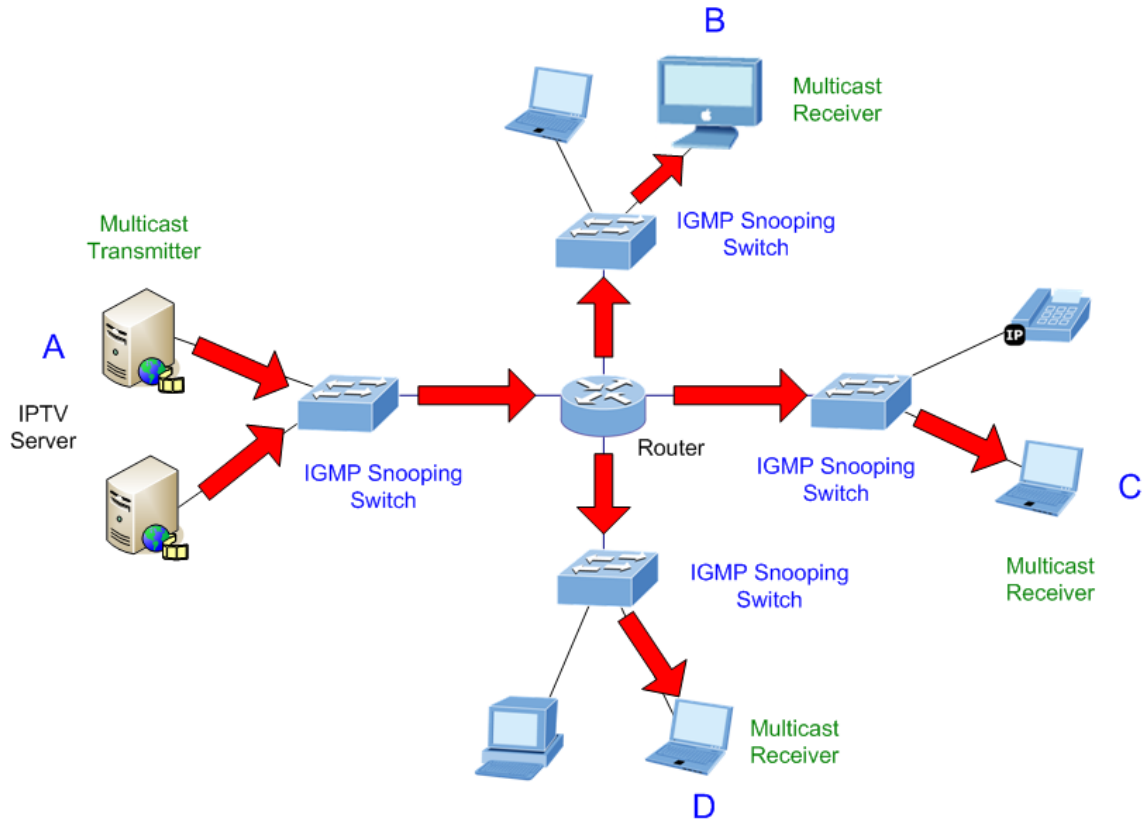 B
Multicast
Receiver
IGMP Snooping
Switch
Multicast
Transmitter
A
IPTV
Server
IGMP Snooping
Switch
Router
IP
IGMP Snooping
Switch
C
Multicast
Receiver
IGMP Snooping
Switch
Multicast
Receiver
D